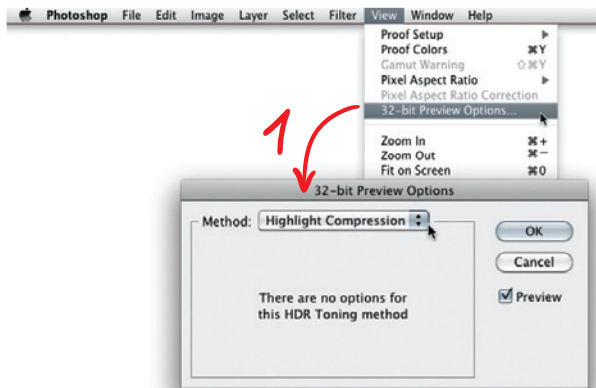 Photoshop File Edit Image Layer Select Filter View Window Help
Proof Setup
Proof Colors ⌘Y
Gamut Warning ⇧⌘Y
Pixel Aspect Ratio
Pixel Aspect Ratio Correction
32-bit Preview Options...
Zoom In ⌘+
Zoom Out ⌘−
Fit on Screen ⌘0
1
32-bit Preview Options
Method: Highlight Compression
OK
Cancel
Preview
There are no options for
this HDR Toning method